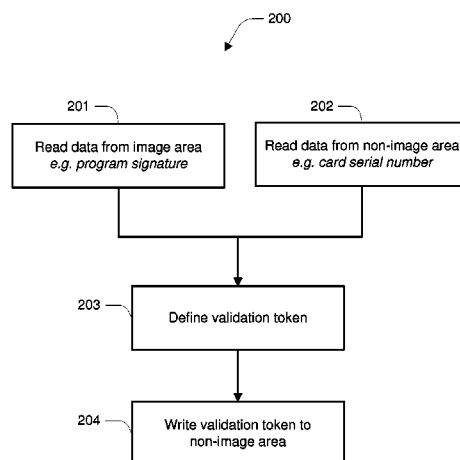 200
201
202
Read data from image area
e.g. program signature
Read data from non-image area
e.g. card serial number
203
Define validation token
204
Write validation token to
non-image area